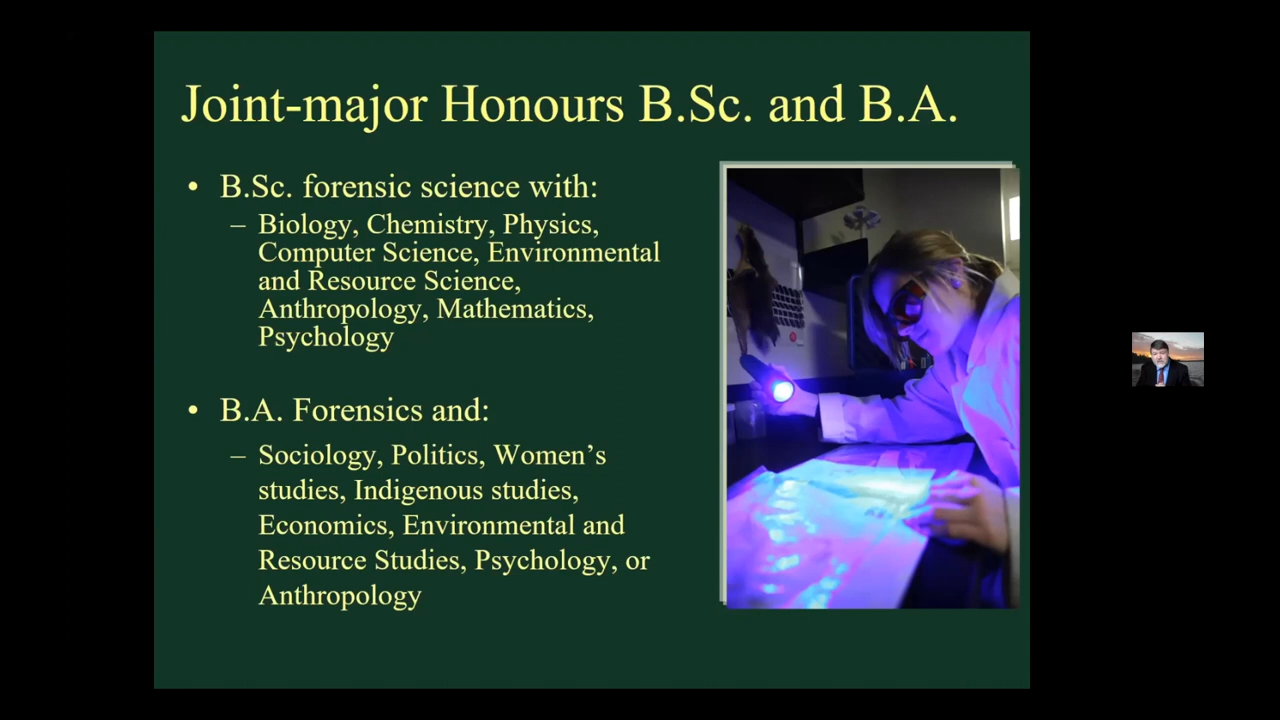 Joint-major Honours B.Sc. and B.A.
• B.Sc. forensic science with:
– Biology, Chemistry, Physics,
Computer Science, Environmental
and Resource Science,
Anthropology, Mathematics,
Psychology
• B.A. Forensics and:
– Sociology, Politics, Women’s
studies, Indigenous studies,
Economics, Environmental and
Resource Studies, Psychology, or
Anthropology